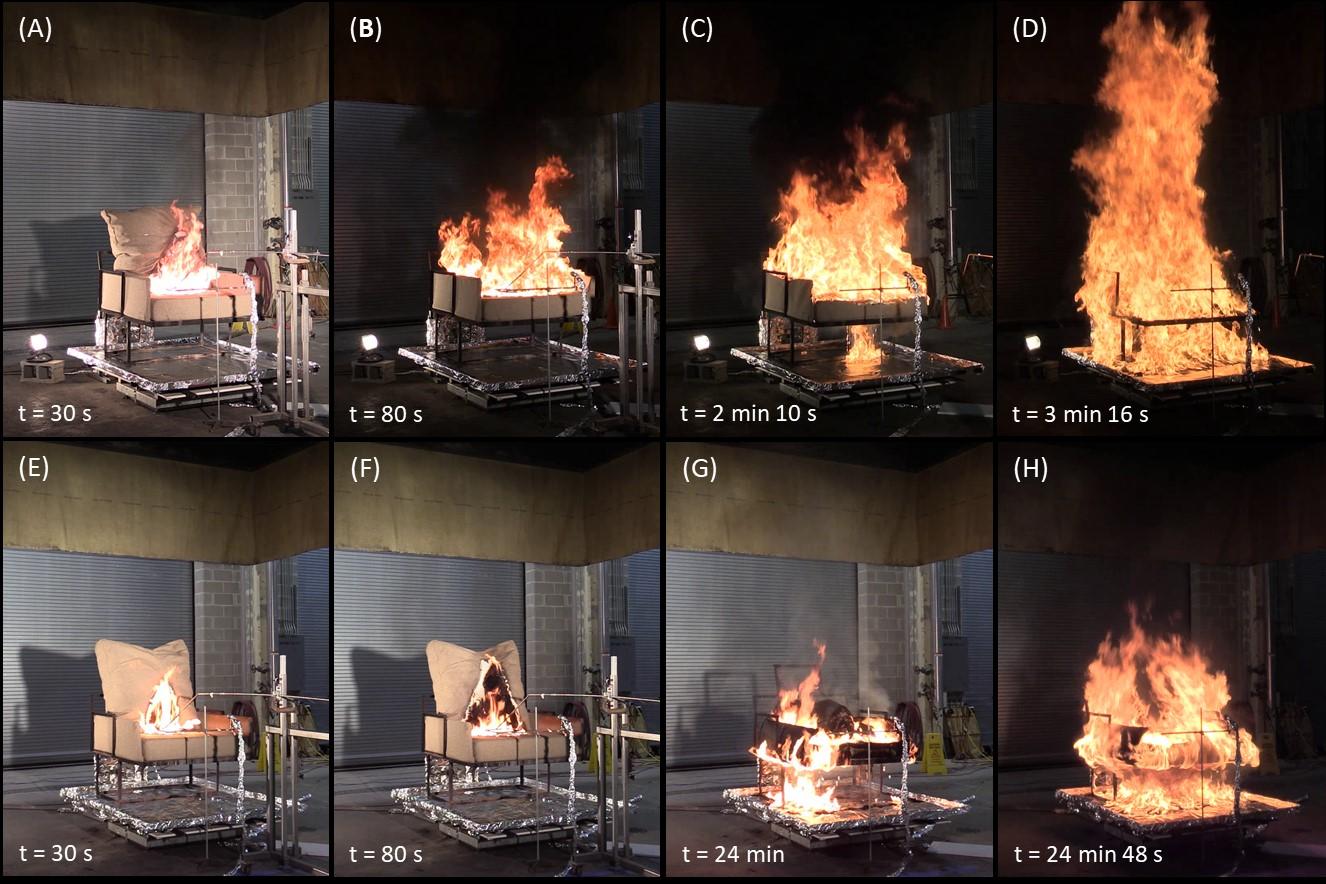 (A)
(B)
(C)
(D)
t = 30 s
t = 80 s
t = 2 min 10 s
t = 3 min 16 s
(E)
(F)
(G)
(H)
t = 30 s
t = 80 s
t = 24 min
t = 24 min 48 s